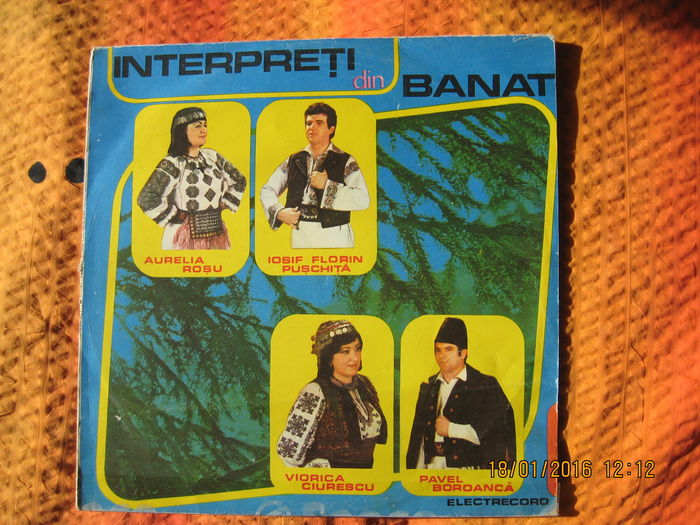 INTERPREȚI
din
BANAT
AURELIA
ROȘU
IOSIF FLORIN
PUȘCHIȚĂ
VIORICA
CIURESCU
PAVEL
BOROANCĂ
ELECTRECORD
18/01/2016 12:12